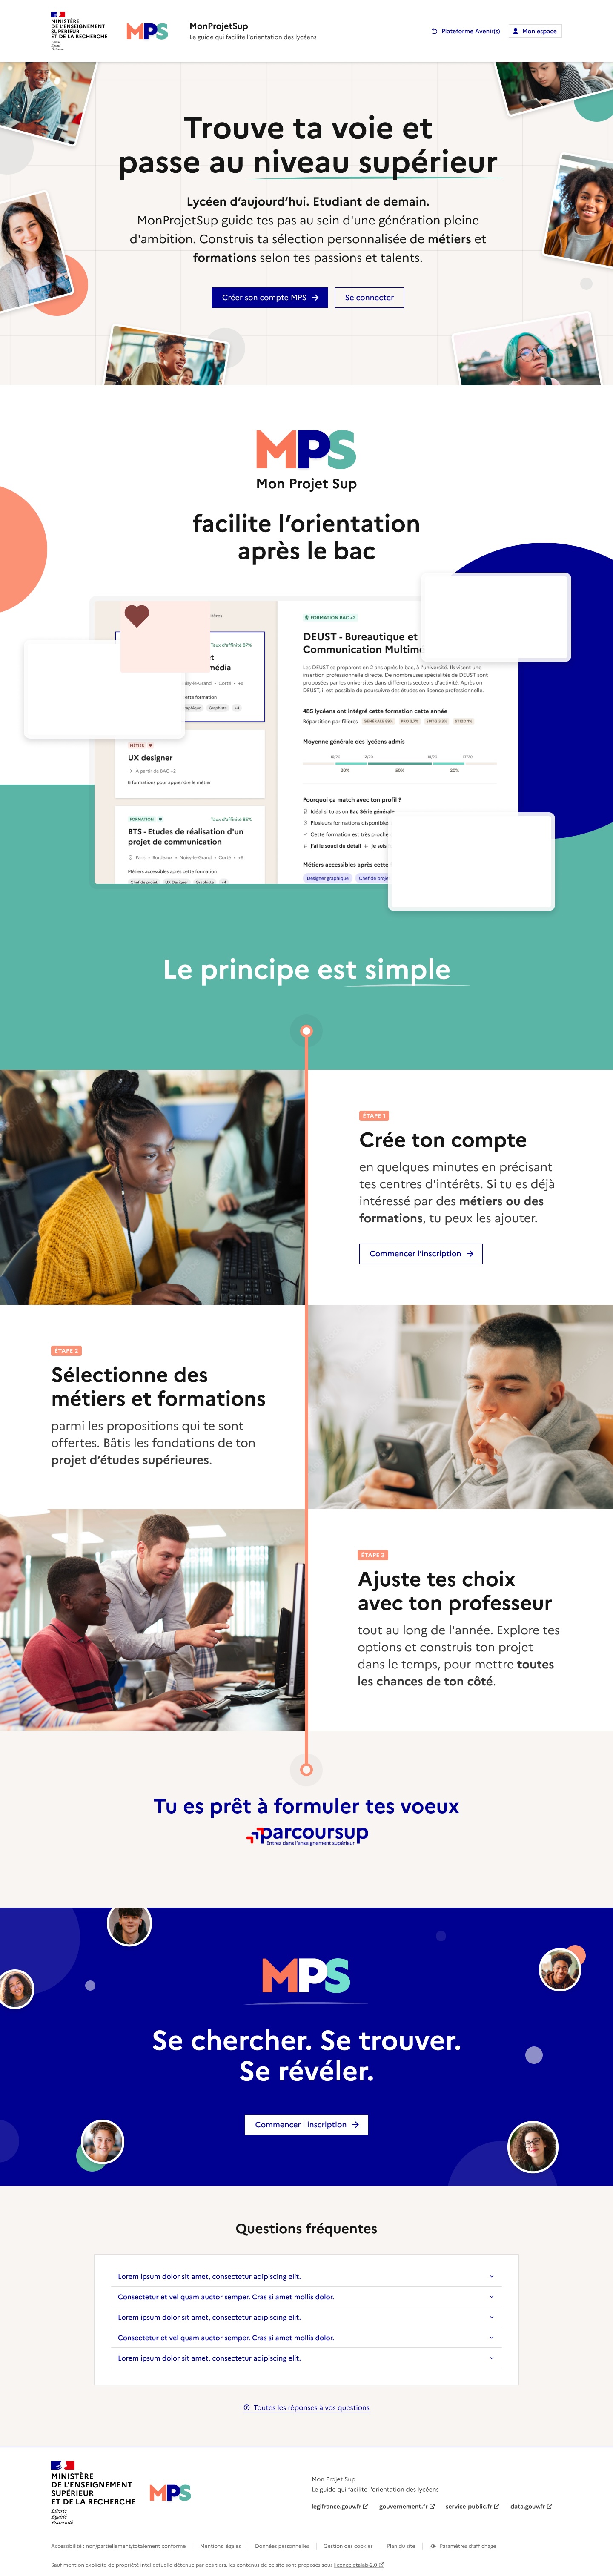 MINISTÈRE
DE L'ENSEIGNEMENT
SUPÉRIEUR
ET DE LA RECHERCHE
Liberté
Égalité
Fraternité
MPS
MonProjetSup
Le guide qui facilite l'orientation des lycéens
Plateforme Avenir(s)
Mon espace
Trouve ta voie et
passe au niveau supérieur
Lycéen d'aujourd'hui. Etudiant de demain.
MonProjetSup guide tes pas au sein d'une génération pleine
d'ambition. Construis ta sélection personnalisée de métiers et
formations selon tes passions et talents.
Créer son compte MPS
Se connecter
MPS
Mon Projet Sup
facilite l'orientation
après le bac
Taux d'affinité 87%
média
Noisy-le-Grand • Corsé • +8
cette formation
Graphiste +4
MÉTIER
UX designer
À partir de BAC +2
8 formations pour apprendre le métier
FORMATION
Taux d'affinité 85%
BTS - Etudes de réalisation d'un
projet de communication
Paris • Bordeaux • Noisy-le-Grand • Corsé • +8
Métiers accessibles après cette formation
Chef de projet UX Designer Graphiste +4
FORMATION BAC +2
DEUST - Bureautique et
Communication Multimé
Les DEUST se préparent en 2 ans après le bac, à l'université. Ils visent une
insertion professionnelle directe. De nombreuses spécialités de DEUST sont
proposées par les universités dans différents secteurs d'activité. Après un
DEUST, il est possible de poursuivre des études en licence professionnelle.
485 lycéens ont intégré cette formation cette année
Répartition par filières
Moyenne générale des lycéens admis
20% 50% 20%
Pourquoi ça match avec ton profil ?
Idéal si tu as un Bac Série générale
Plusieurs formations disponibles
Cette formation est très proche
J'ai le souci du détail Je suis
Métiers accessibles après cette
Designer graphique Chef de proje
Le principe est simple
ÉTAPE 1
Crée ton compte
en quelques minutes en précisant
tes centres d'intérêts. Si tu es déjà
intéressé par des métiers ou des
formations, tu peux les ajouter.
Commencer l'inscription
ÉTAPE 2
Sélectionne des
métiers et formations
parmi les propositions qui te sont
offertes. Bâtis les fondations de ton
projet d'études supérieures.
ÉTAPE 3
Ajuste tes choix
avec ton professeur
tout au long de l'année. Explore tes
options et construis ton projet
dans le temps, pour mettre toutes
les chances de ton côté.
Tu es prêt à formuler tes voeux
parcoursup
Entrez dans l'enseignement supérieur
MPS
Se chercher. Se trouver.
Se révéler.
Commencer l'inscription
Questions fréquentes
Lorem ipsum dolor sit amet, consectetur adipiscing elit.
Consectetur et vel quam auctor semper. Cras si amet mollis dolor.
Lorem ipsum dolor sit amet, consectetur adipiscing elit.
Consectetur et vel quam auctor semper. Cras si amet mollis dolor.
Lorem ipsum dolor sit amet, consectetur adipiscing elit.
Toutes les réponses à vos questions
MINISTÈRE
DE L'ENSEIGNEMENT
SUPÉRIEUR
ET DE LA RECHERCHE
Liberté
Égalité
Fraternité
MPS
Mon Projet Sup
Le guide qui facilite l'orientation des lycéens
legifrance.gouv.fr gouvernement.fr service-public.fr data.gouv.fr
Accessibilité : non/partiellement/totalement conforme Mentions légales Données personnelles Gestion des cookies Plan du site Paramètres d'affichage
Sauf mention explicite de propriété intellectuelle détenue par des tiers, les contenus de ce site sont proposés sous licence etalab-2.0